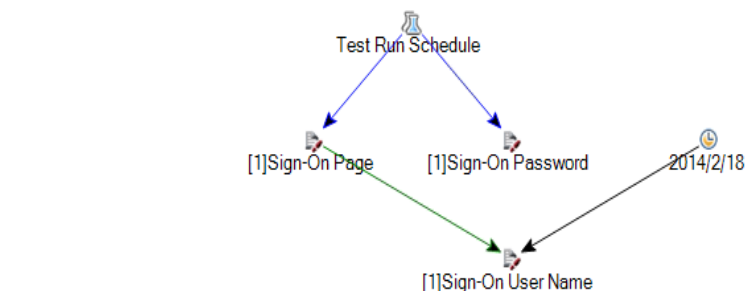 Test Run Schedule
[1]Sign-On Page
[1]Sign-On Password
2014/2/18
[1]Sign-On User Name